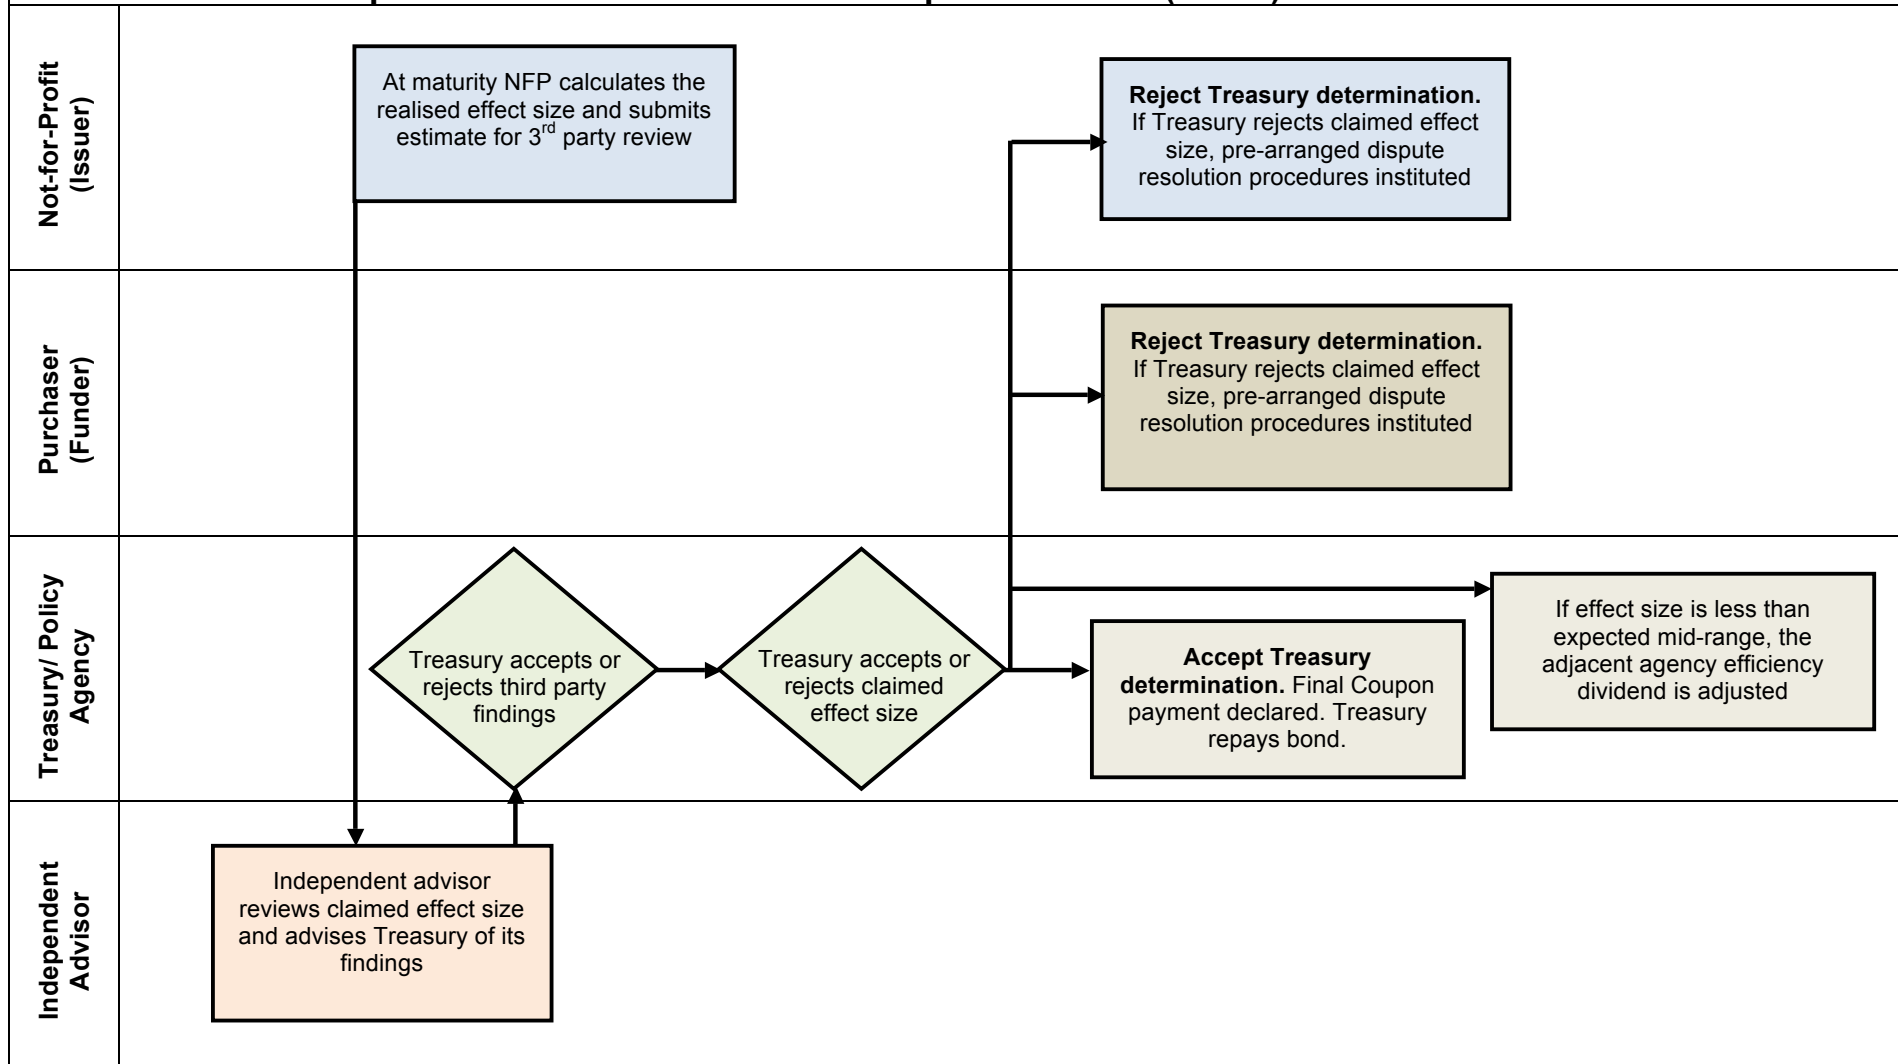 Not-for-Profit
(Issuer)
At maturity NFP calculates the
realised effect size and submits
estimate for 3rd party review
Reject Treasury determination.
If Treasury rejects claimed effect
size, pre-arranged dispute
resolution procedures instituted
Purchaser
(Funder)
Reject Treasury determination.
If Treasury rejects claimed effect
size, pre-arranged dispute
resolution procedures instituted
Treasury/ Policy
Agency
Treasury accepts or
rejects third party
findings
Treasury accepts or
rejects claimed
effect size
Accept Treasury
determination. Final Coupon
payment declared. Treasury
repays bond.
If effect size is less than
expected mid-range, the
adjacent agency efficiency
dividend is adjusted
Independent
Advisor
Independent advisor
reviews claimed effect size
and advises Treasury of its
findings